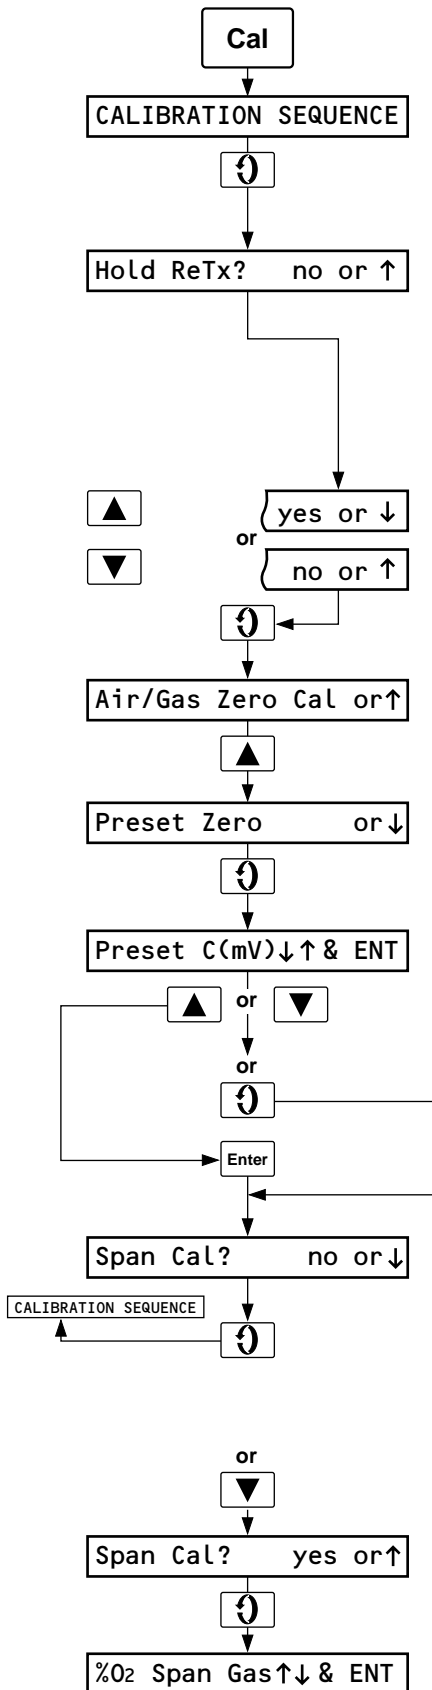 Cal
CALIBRATION SEQUENCE
Hold ReTx? no or ↑
yes or ↓
or
no or ↑
Air/Gas Zero Cal or↑
Preset Zero or↓
Preset C(mV)↓↑& ENT
or
or
Enter
Span Cal? no or↓
CALIBRATION SEQUENCE
or
Span Cal? yes or↑
%O2 Span Gas↑↓& ENT